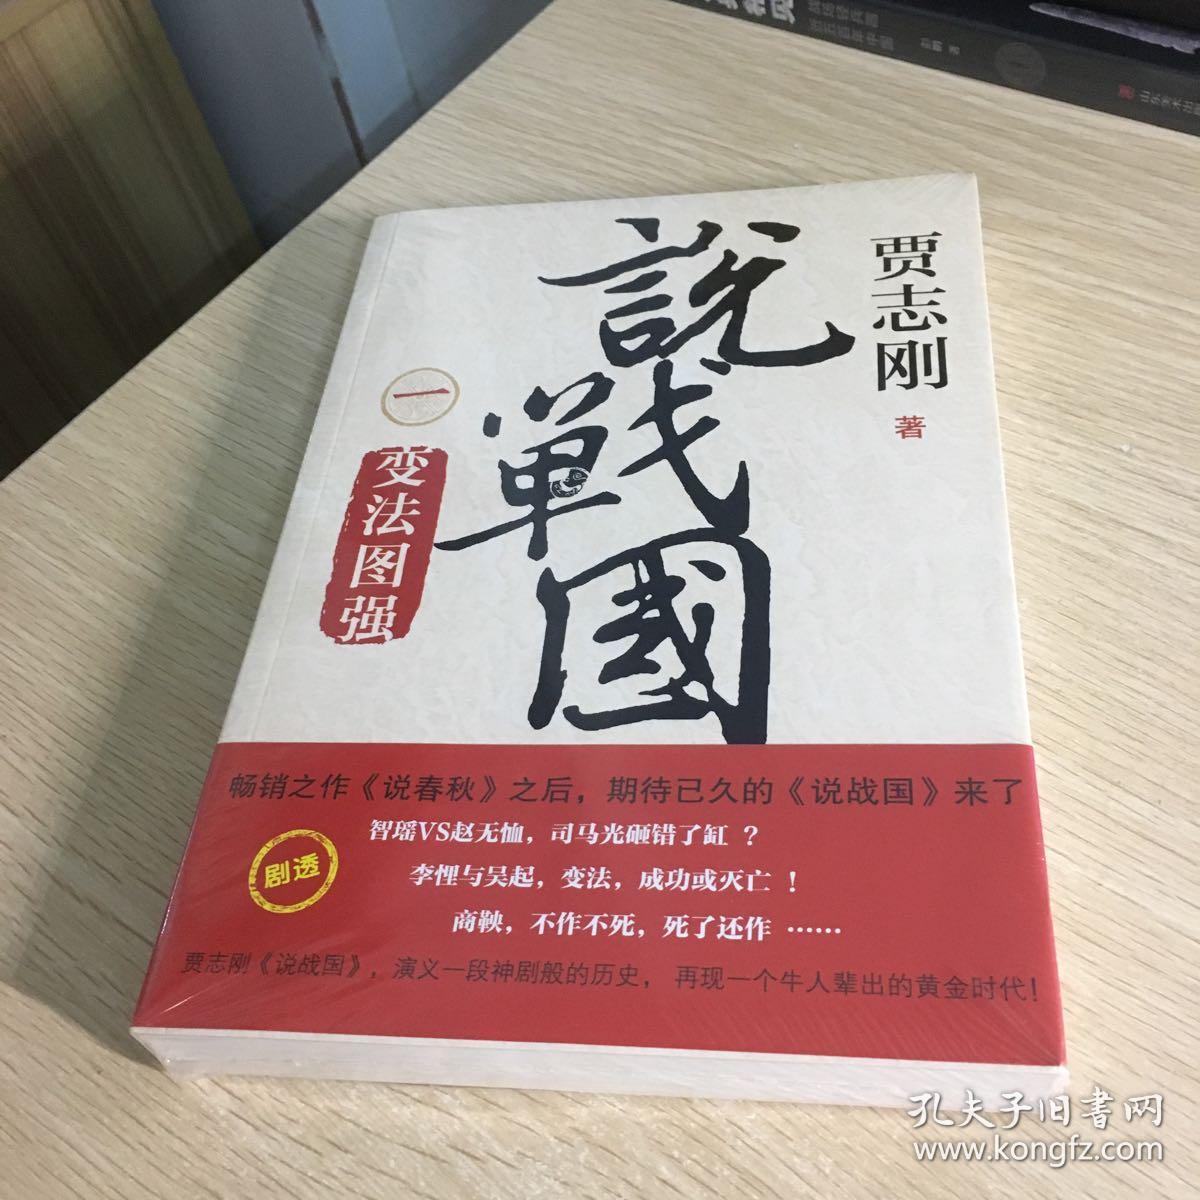 說戰國
贾志刚
著
一
变法图强
畅销之作《说春秋》之后，期待已久的《说战国》来了
剧透
智瑶VS赵无恤，司马光砸错了缸？
李悝与吴起，变法，成功或灭亡！
商鞅，不作不死，死了还作……
贾志刚《说战国》，演义一段神剧般的历史，再现一个牛人辈出的黄金时代！
孔夫子旧书网
www.kongfz.com